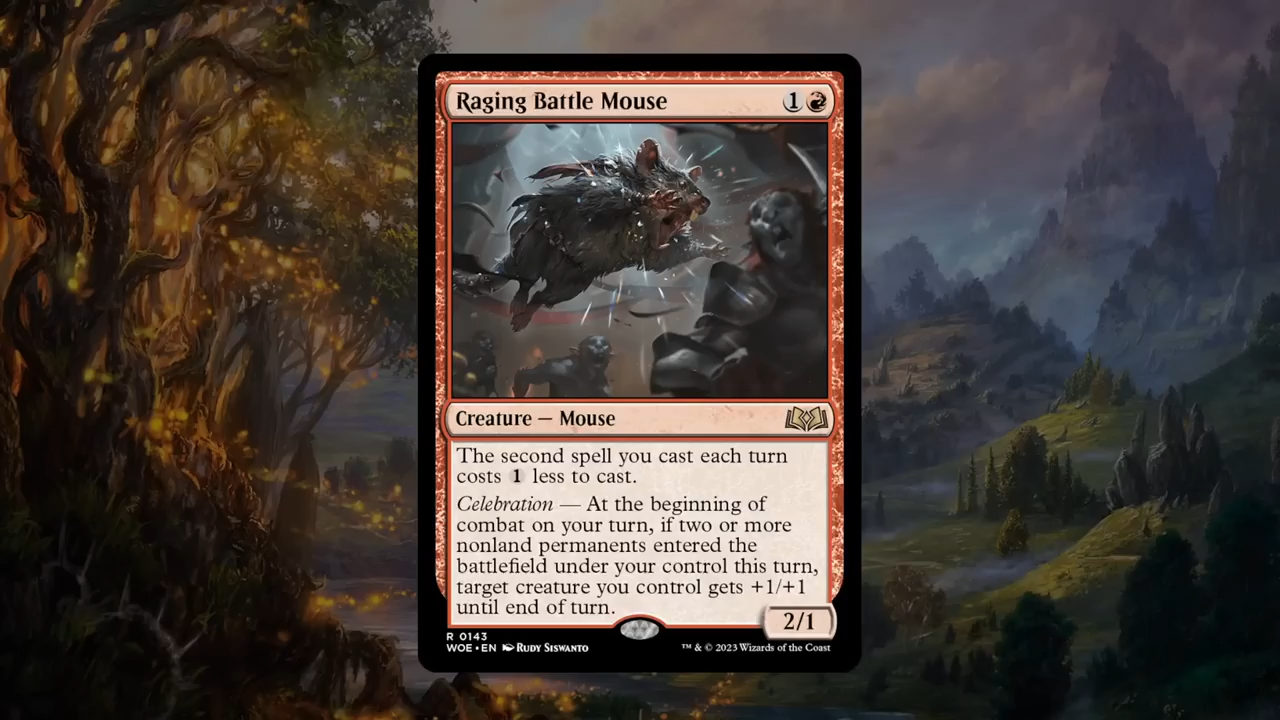 Raging Battle Mouse 1
Creature — Mouse
The second spell you cast each turn
costs 1 less to cast.
Celebration — At the beginning of
combat on your turn, if two or more
nonland permanents entered the
battlefield under your control this turn,
target creature you control gets +1/+1
until end of turn.
2/1
R 0143
WOE • EN Rudy Siswanto
™ & © 2023 Wizards of the Coast